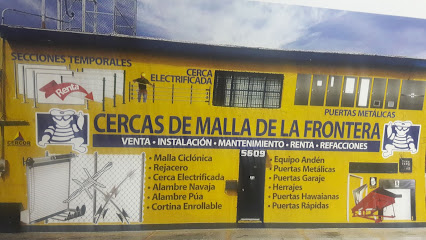 SECCIONES TEMPORALES
Renta
CERCA
ELECTRIFICADA
PUERTAS METÁLICAS
CERCAS DE MALLA DE LA FRONTERA
VENTA • INSTALACIÓN • MANTENIMIENTO • RENTA • REFACCIONES
5609
• Malla Ciclónica
• Rejacero
• Cerca Electrificada
• Alambre Navaja
• Alambre Púa
• Cortina Enrollable
• Equipo Andén
• Puertas Metálicas
• Puertas Garaje
• Herrajes
• Puertas Hawaianas
• Puertas Rápidas